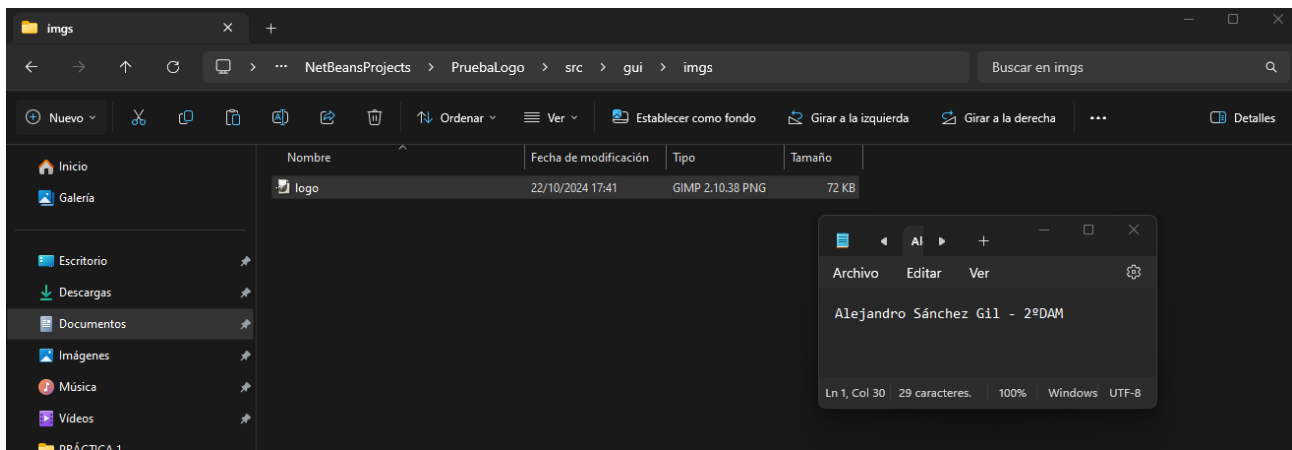 imgs
NetBeansProjects > PruebaLogo > src > gui > imgs
Buscar en imgs
Nuevo
Ordenar
Ver
Establecer como fondo
Girar a la izquierda
Girar a la derecha
Detalles
Nombre
Fecha de modificación
Tipo
Tamaño
logo
22/10/2024 17:41
GIMP 2.10.38 PNG
72 KB
Inicio
Galería
Escritorio
Descargas
Documentos
Imágenes
Música
Vídeos
PRÁCTICA 1
Al
Archivo
Editar
Ver
Alejandro Sánchez Gil - 2ºDAM
Ln 1, Col 30
29 caracteres.
100%
Windows
UTF-8